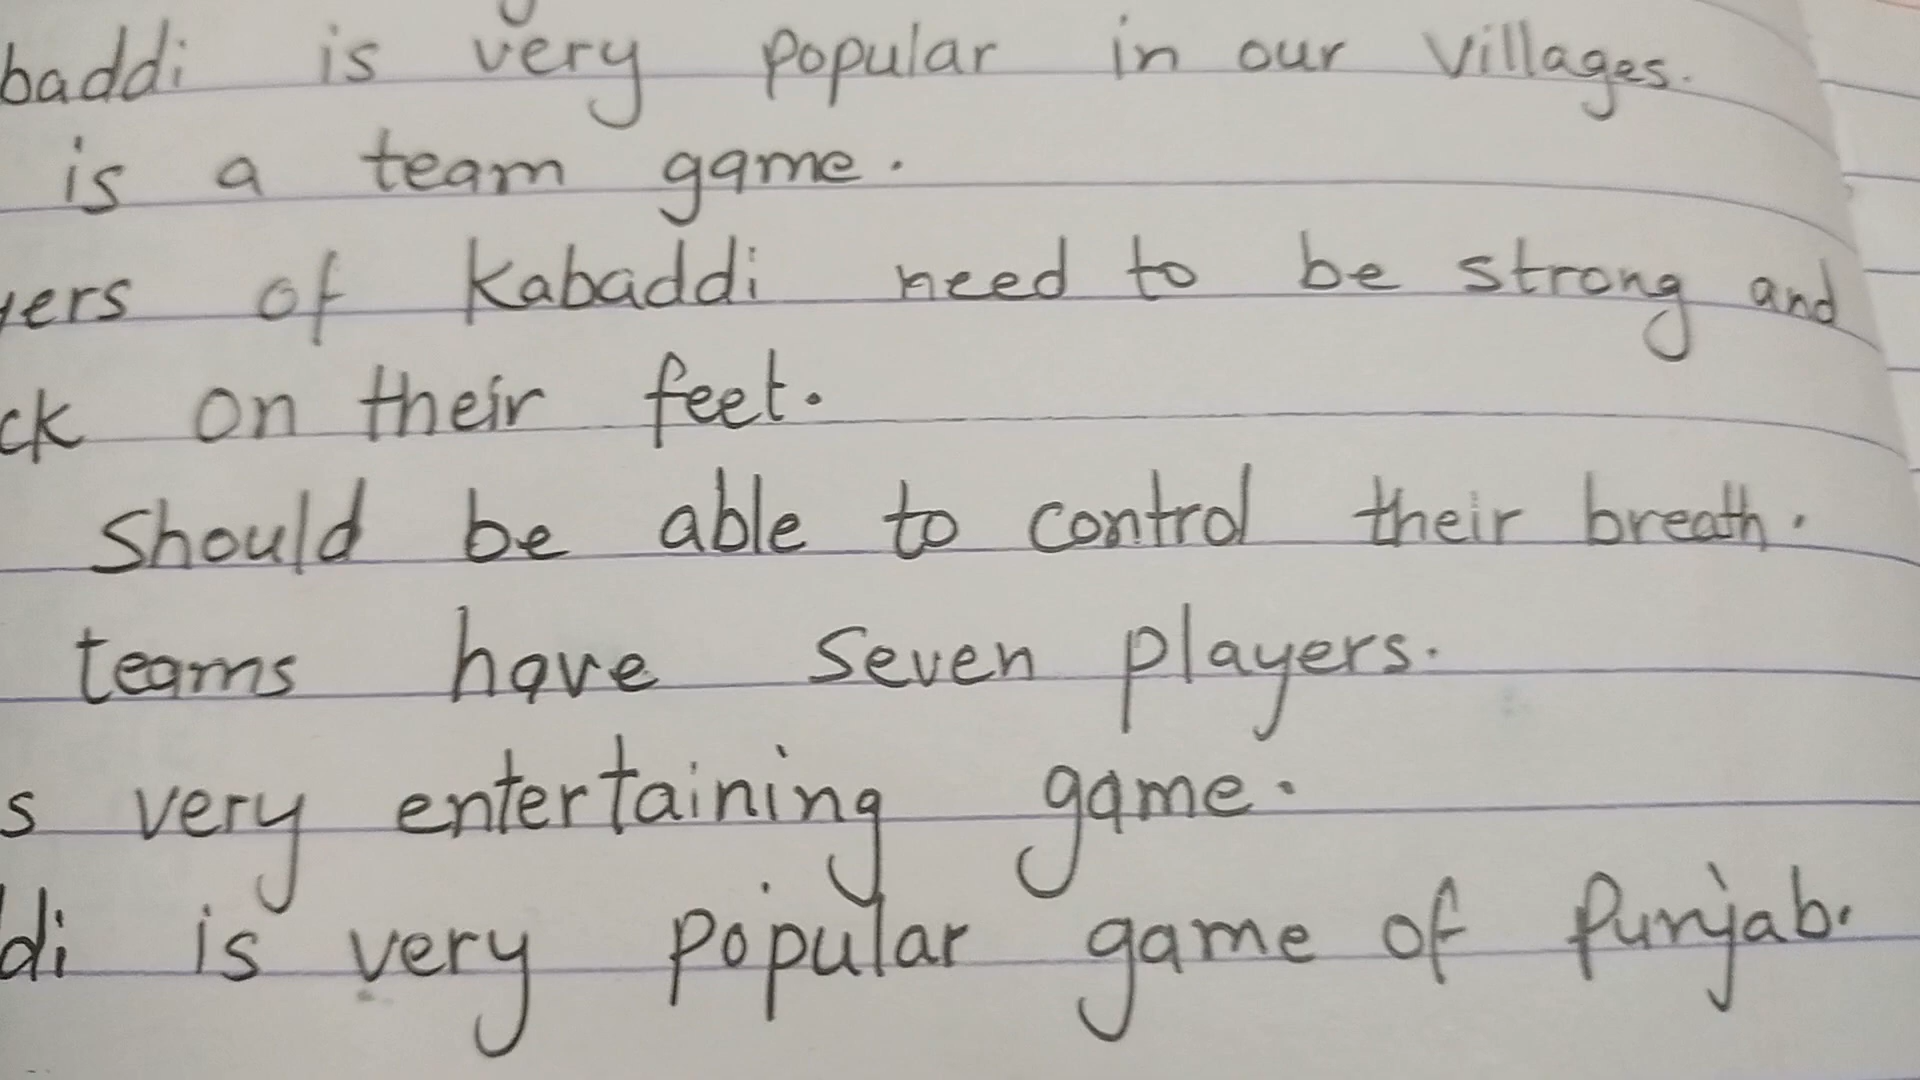 baddi is very popular in our villages.
is a team game.
yers of Kabaddi need to be strong and
ck on their feet.
Should be able to control their breath.
teams have seven players.
s very entertaining game.
di is very popular game of Punjab.